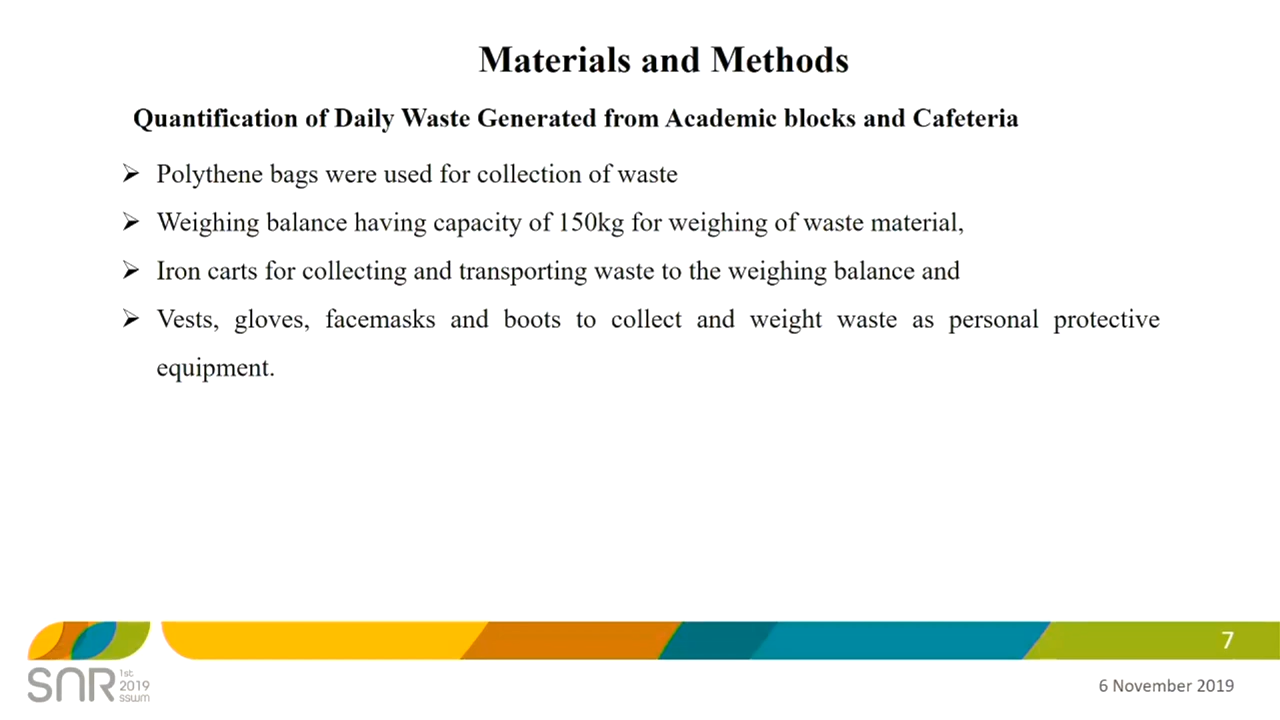 Materials and Methods
Quantification of Daily Waste Generated from Academic blocks and Cafeteria
➢ Polythene bags were used for collection of waste
➢ Weighing balance having capacity of 150kg for weighing of waste material,
➢ Iron carts for collecting and transporting waste to the weighing balance and
➢ Vests, gloves, facemasks and boots to collect and weight waste as personal protective
equipment.
7
SNR
1st
2019
sswm
6 November 2019